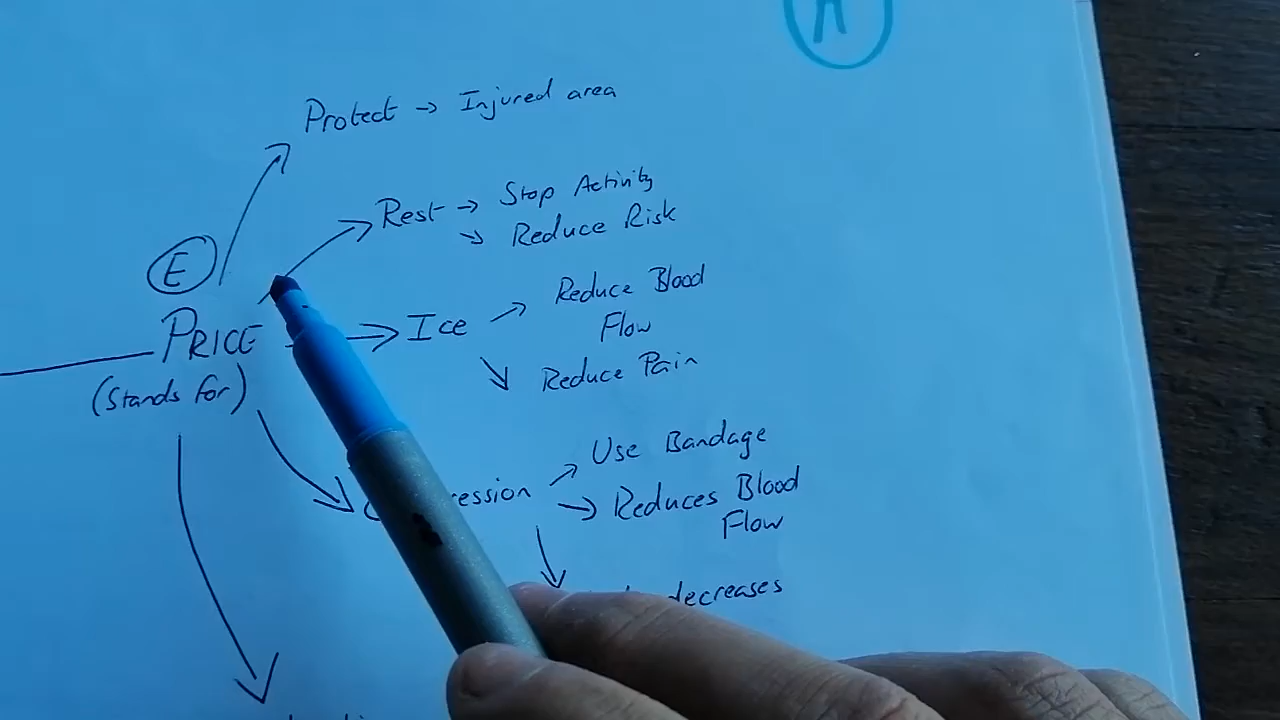 A
Protect → Injured area
Rest → Stop Activity
Reduce Risk
E
PRICE
(Stands for)
Ice
Reduce Blood
Flow
Reduce Pain
Use Bandage
Reduces Blood
Flow
decreases